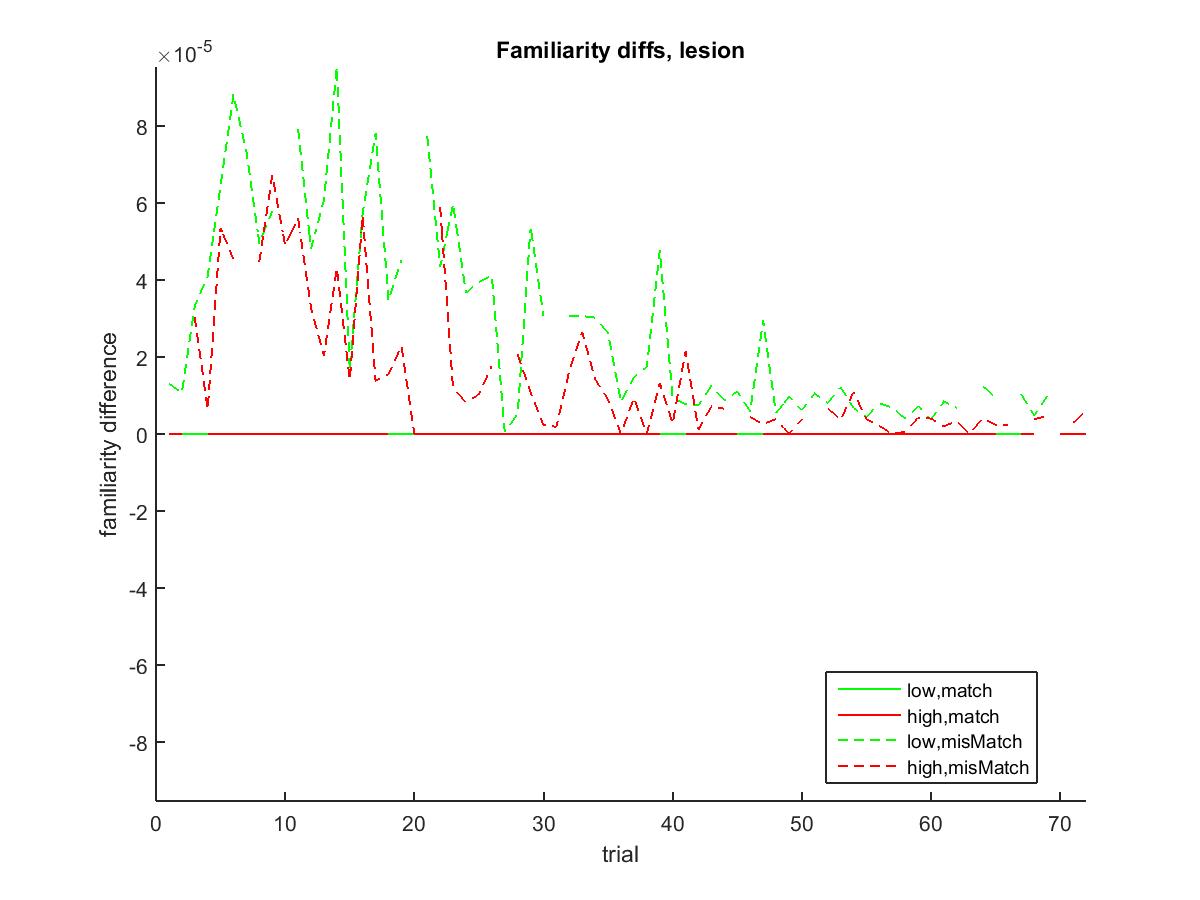 Familiarity diffs, lesion
×10-5
8
6
4
2
0
-2
-4
-6
-8
familiarity difference
0 10 20 30 40 50 60 70
trial
low,match
high,match
low,misMatch
high,misMatch